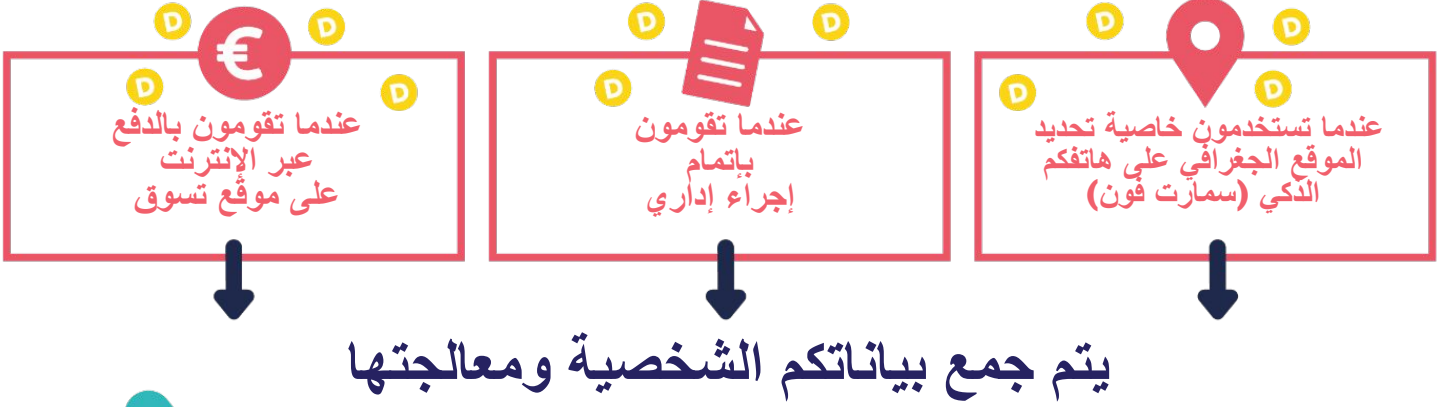 عندما تستخدمون خاصية تحديد
الموقع الجغرافي على هاتفكم
الذكي (سمارت فون)
عندما تقومون
بإتمام
إجراء إداري
عندما تقومون بالدفع
عبر الإنترنت
على موقع تسوق
يتم جمع بياناتكم الشخصية ومعالجتها
€
D
D
D
D
D
D
D
D
D
D
D